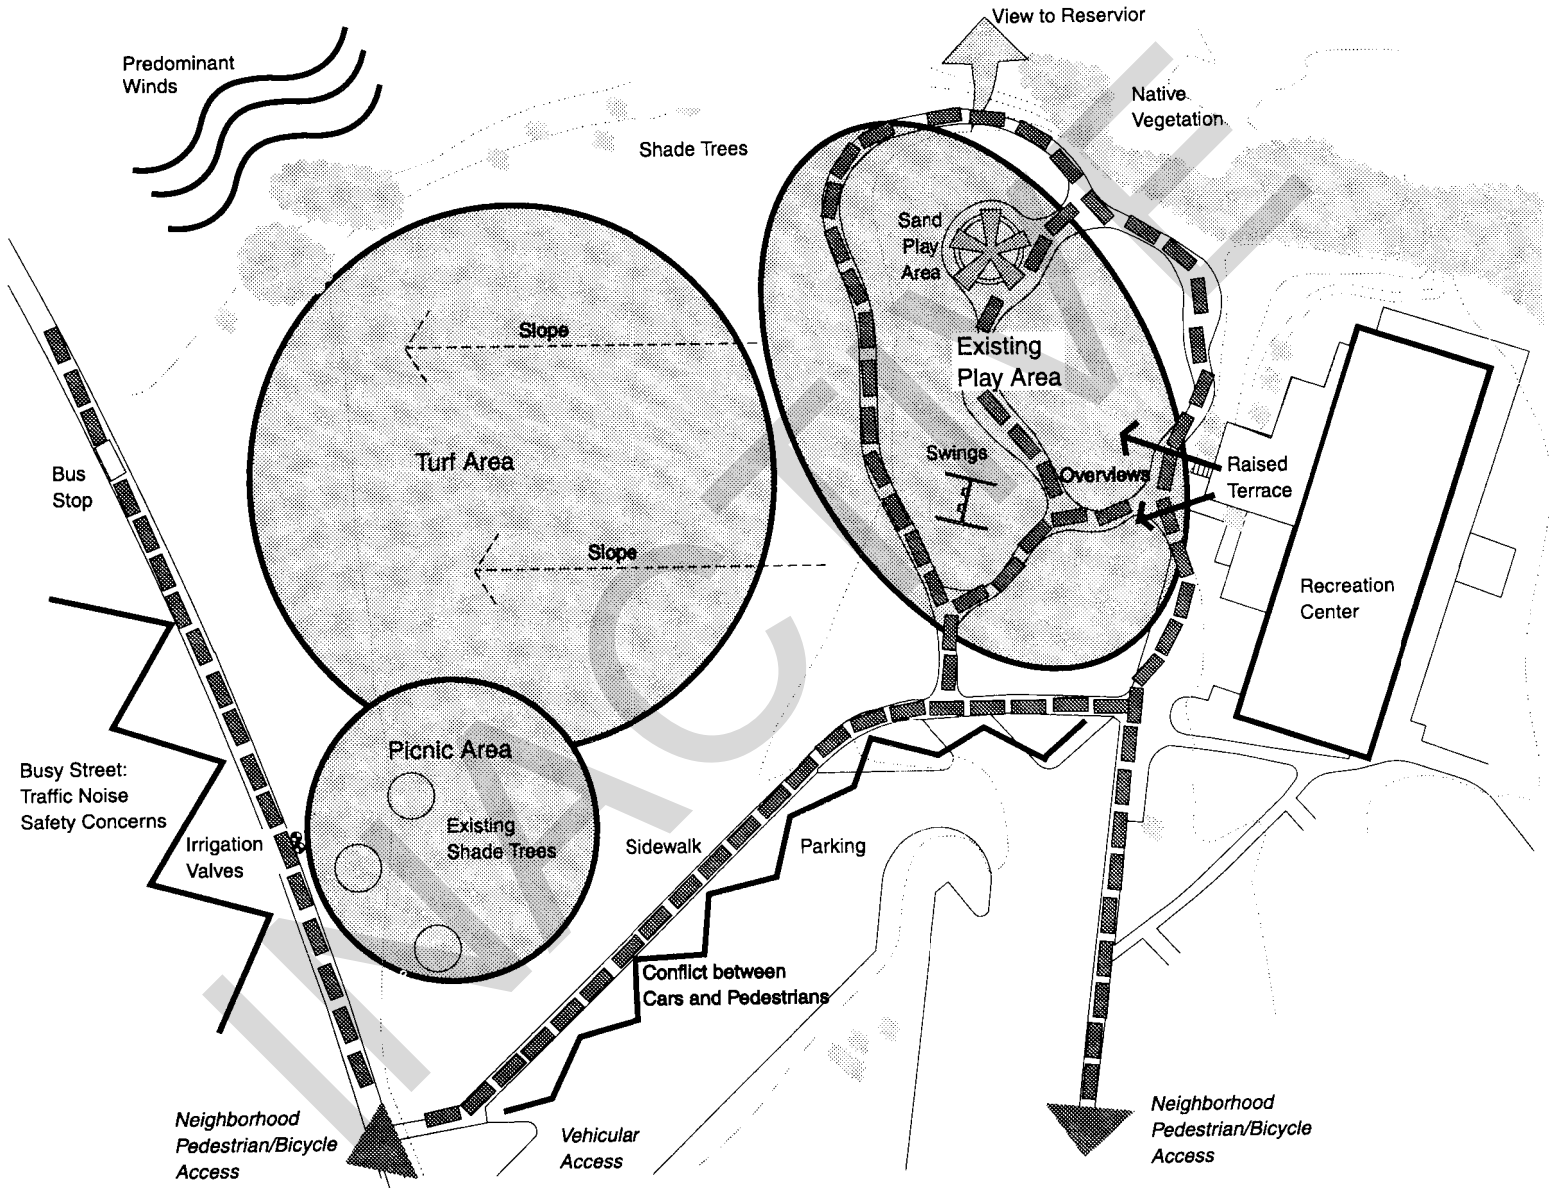 View to Reservior
Predominant
Winds
Native
Vegetation
Shade Trees
Sand
Play
Area
Slope
Existing
Play Area
Turf Area
Swings
Overviews
Raised
Terrace
Bus
Stop
Slope
Recreation
Center
Picnic Area
Busy Street:
Traffic Noise
Safety Concerns
Existing
Shade Trees
Irrigation
Valves
Sidewalk
Parking
Conflict between
Cars and Pedestrians
Neighborhood
Pedestrian/Bicycle
Access
Vehicular
Access
Neighborhood
Pedestrian/Bicycle
Access
INACTIVE